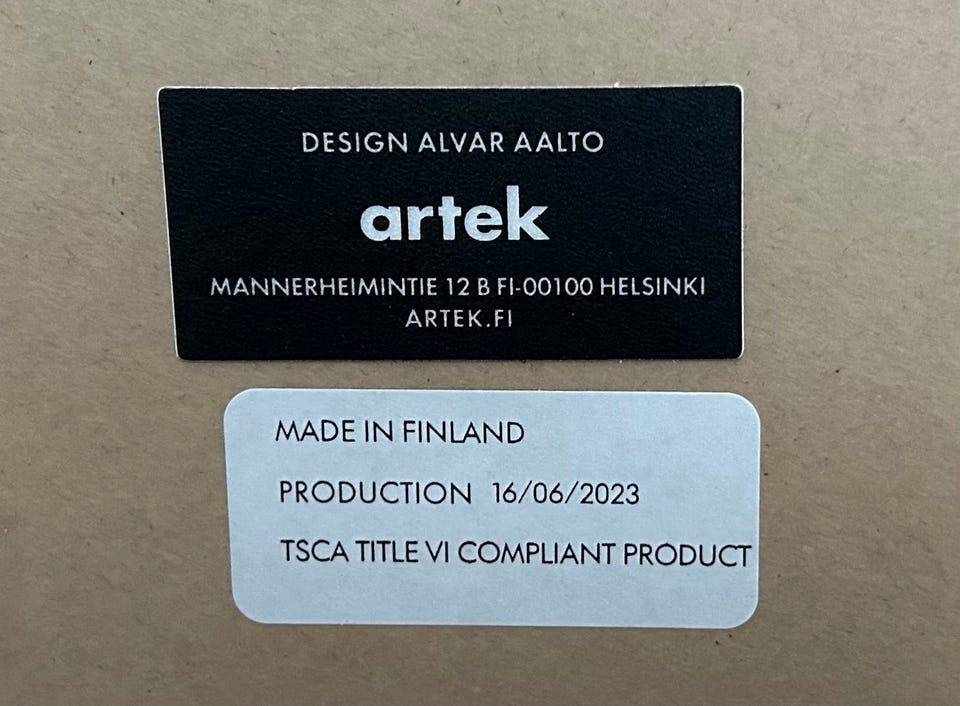 DESIGN ALVAR AALTO
artek
MANNERHEIMINTIE 12 B FI-00100 HELSINKI
ARTEK.FI
MADE IN FINLAND
PRODUCTION 16/06/2023
TSCA TITLE VI COMPLIANT PRODUCT